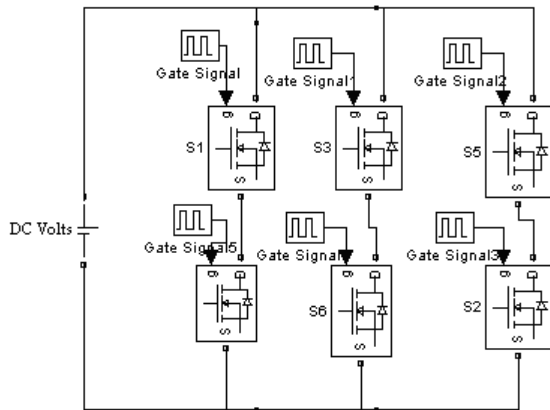 Gate Signal
Gate Signal1
Gate Signal2
g
D
S
S1
g
D
S
S3
g
D
S
S5
DC Volts
Gate Signal5
Gate Signal
Gate Signal3
g
D
S
g
D
S
S6
g
D
S
S2